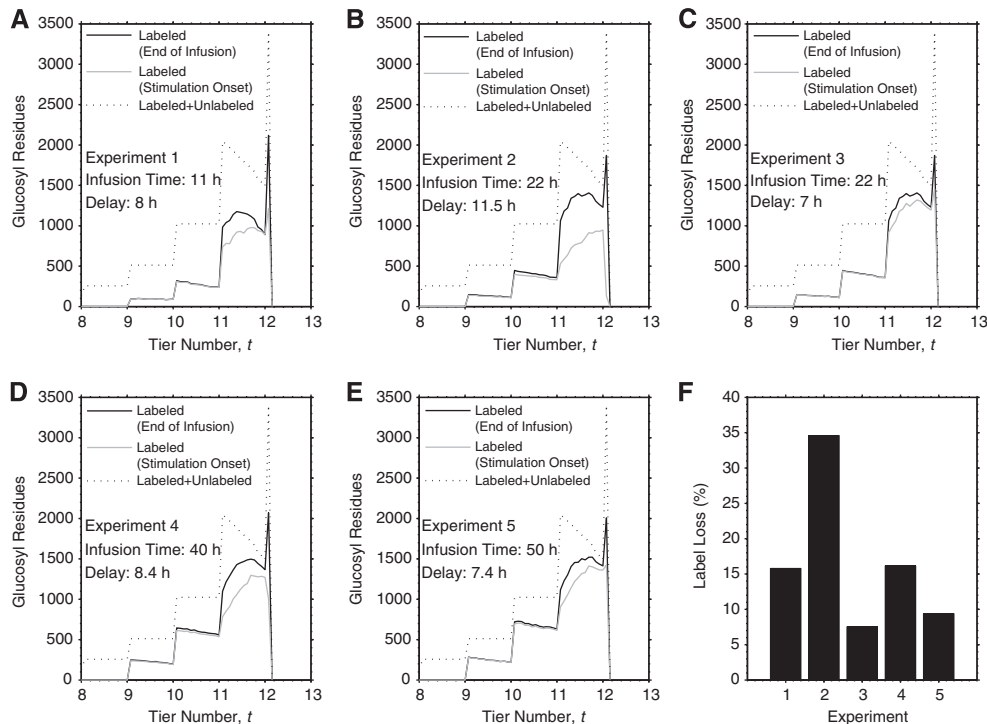 A
Glucosyl Residues
3500
3000
2500
2000
1500
1000
500
0
Labeled
(End of Infusion)
Labeled
(Stimulation Onset)
Labeled+Unlabeled
Experiment 1
Infusion Time: 11 h
Delay: 8 h
8 9 10 11 12 13
Tier Number, t
B
Glucosyl Residues
3500
3000
2500
2000
1500
1000
500
0
Labeled
(End of Infusion)
Labeled
(Stimulation Onset)
Labeled+Unlabeled
Experiment 2
Infusion Time: 22 h
Delay: 11.5 h
8 9 10 11 12 13
Tier Number, t
C
Glucosyl Residues
3500
3000
2500
2000
1500
1000
500
0
Labeled
(End of Infusion)
Labeled
(Stimulation Onset)
Labeled+Unlabeled
Experiment 3
Infusion Time: 22 h
Delay: 7 h
8 9 10 11 12 13
Tier Number, t
D
Glucosyl Residues
3500
3000
2500
2000
1500
1000
500
0
Labeled
(End of Infusion)
Labeled
(Stimulation Onset)
Labeled+Unlabeled
Experiment 4
Infusion Time: 40 h
Delay: 8.4 h
8 9 10 11 12 13
Tier Number, t
E
Glucosyl Residues
3500
3000
2500
2000
1500
1000
500
0
Labeled
(End of Infusion)
Labeled
(Stimulation Onset)
Labeled+Unlabeled
Experiment 5
Infusion Time: 50 h
Delay: 7.4 h
8 9 10 11 12 13
Tier Number, t
F
Label Loss (%)
40
35
30
25
20
15
10
5
0
1 2 3 4 5
Experiment